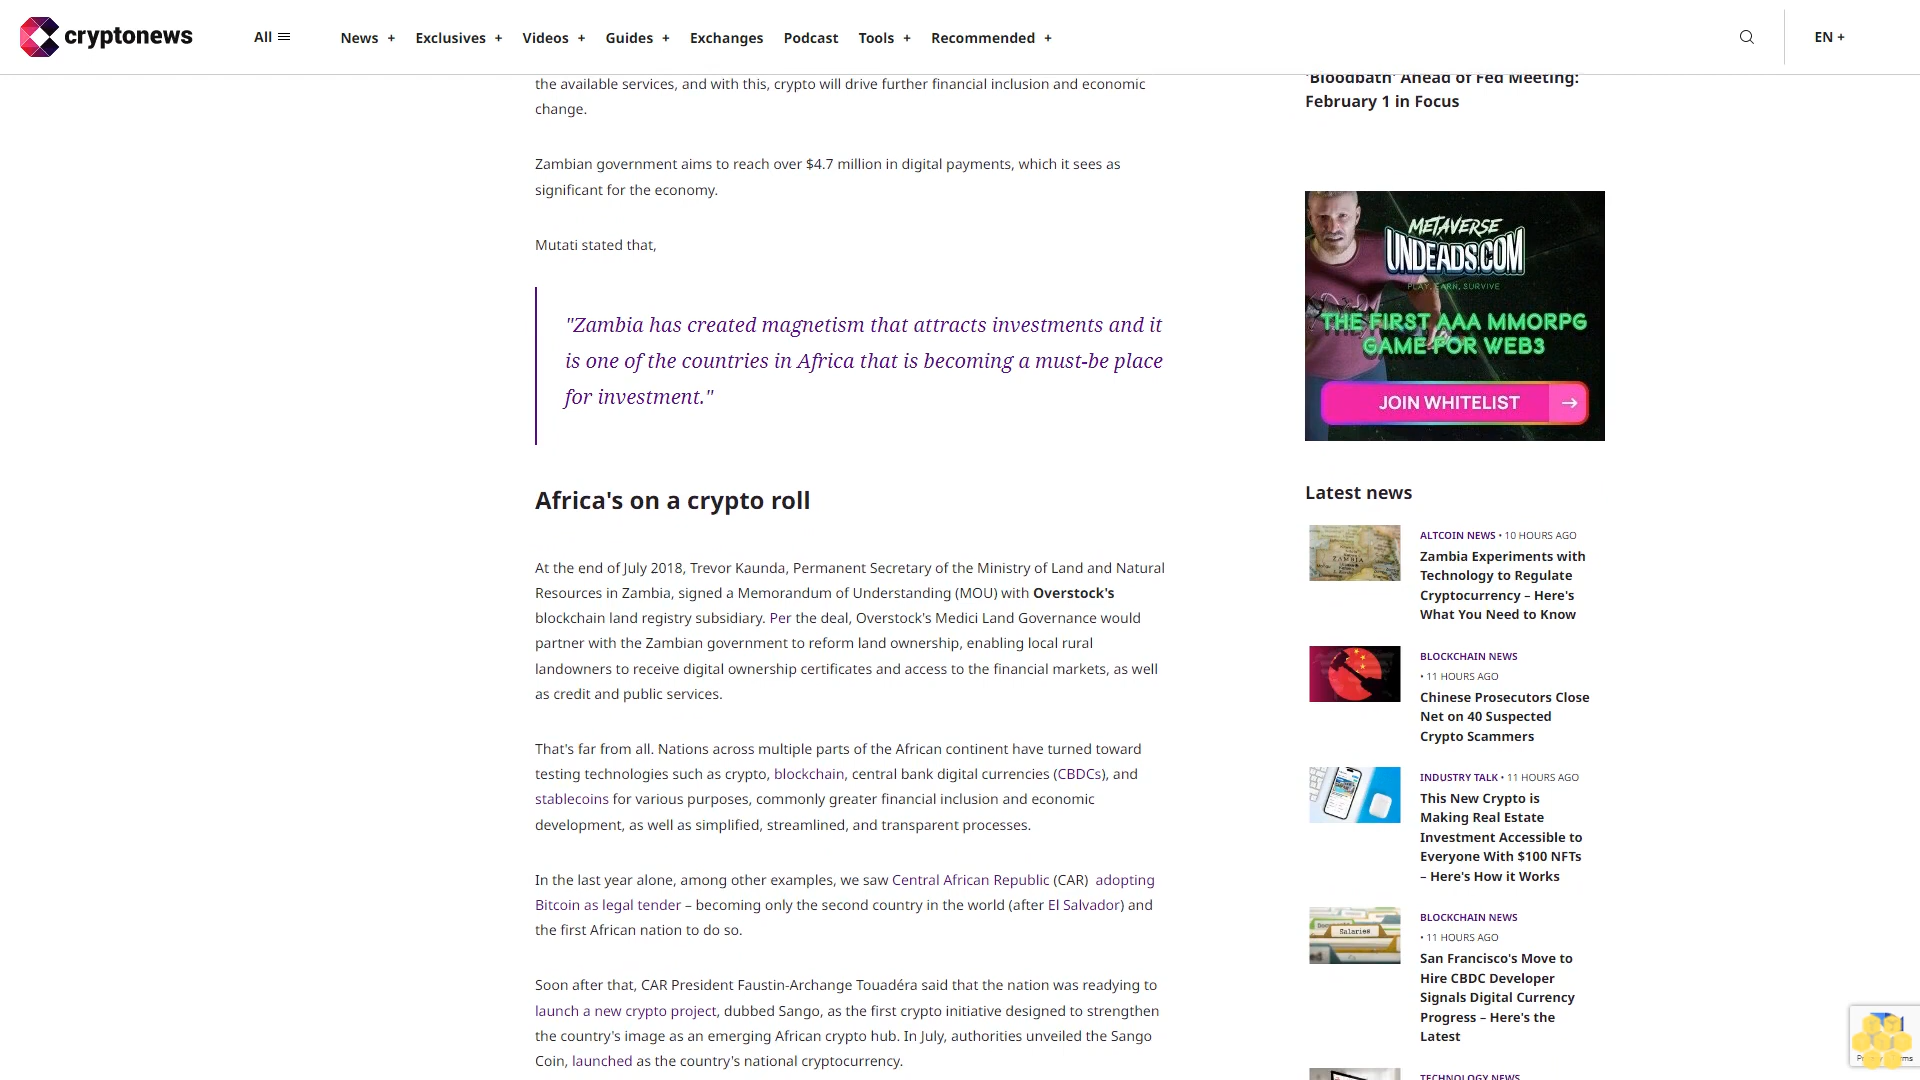 cryptonews
All
News +
Exclusives +
Videos +
Guides +
Exchanges
Podcast
Tools +
Recommended +
EN +
the available services, and with this, crypto will drive further financial inclusion and economic
change.
Zambian government aims to reach over $4.7 million in digital payments, which it sees as
significant for the economy.
Mutati stated that,
"Zambia has created magnetism that attracts investments and it
is one of the countries in Africa that is becoming a must-be place
for investment."
Africa's on a crypto roll
At the end of July 2018, Trevor Kaunda, Permanent Secretary of the Ministry of Land and Natural
Resources in Zambia, signed a Memorandum of Understanding (MOU) with Overstock's
blockchain land registry subsidiary. Per the deal, Overstock's Medici Land Governance would
partner with the Zambian government to reform land ownership, enabling local rural
landowners to receive digital ownership certificates and access to the financial markets, as well
as credit and public services.
That's far from all. Nations across multiple parts of the African continent have turned toward
testing technologies such as crypto, blockchain, central bank digital currencies (CBDCs), and
stablecoins for various purposes, commonly greater financial inclusion and economic
development, as well as simplified, streamlined, and transparent processes.
In the last year alone, among other examples, we saw Central African Republic (CAR) adopting
Bitcoin as legal tender – becoming only the second country in the world (after El Salvador) and
the first African nation to do so.
Soon after that, CAR President Faustin-Archange Touadéra said that the nation was readying to
launch a new crypto project, dubbed Sango, as the first crypto initiative designed to strengthen
the country's image as an emerging African crypto hub. In July, authorities unveiled the Sango
Coin, launched as the country's national cryptocurrency.
'Bloodbath' Ahead of Fed Meeting:
February 1 in Focus
METAVERSE
UNDEADS.COM
PLAY, EARN, SURVIVE
THE FIRST AAA MMORPG
GAME FOR WEB3
JOIN WHITELIST
Latest news
ZAMBIA
ALTCOIN NEWS • 10 HOURS AGO
Zambia Experiments with
Technology to Regulate
Cryptocurrency – Here's
What You Need to Know
BLOCKCHAIN NEWS
• 11 HOURS AGO
Chinese Prosecutors Close
Net on 40 Suspected
Crypto Scammers
INDUSTRY TALK • 11 HOURS AGO
This New Crypto is
Making Real Estate
Investment Accessible to
Everyone With $100 NFTs
– Here's How it Works
Salaries
BLOCKCHAIN NEWS
• 11 HOURS AGO
San Francisco's Move to
Hire CBDC Developer
Signals Digital Currency
Progress – Here's the
Latest
TECHNOLOGY NEWS